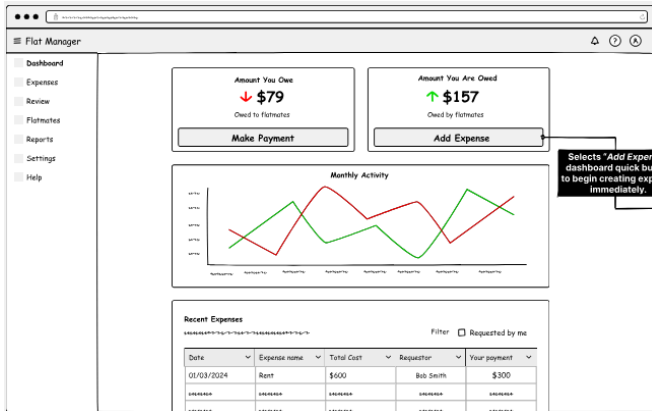 Flat Manager
Dashboard
Expenses
Review
Flatmates
Reports
Settings
Help
Amount You Owe
$79
Owed to flatmates
Make Payment
Amount You Are Owed
$157
Owed by flatmates
Add Expense
Selects "Add Expen
dashboard quick bu
to begin creating exp
immediately.
Monthly Activity
Recent Expenses
Filter Requested by me
Date Expense name Total Cost Requestor Your payment
01/03/2024 Rent $600 Bob Smith $300